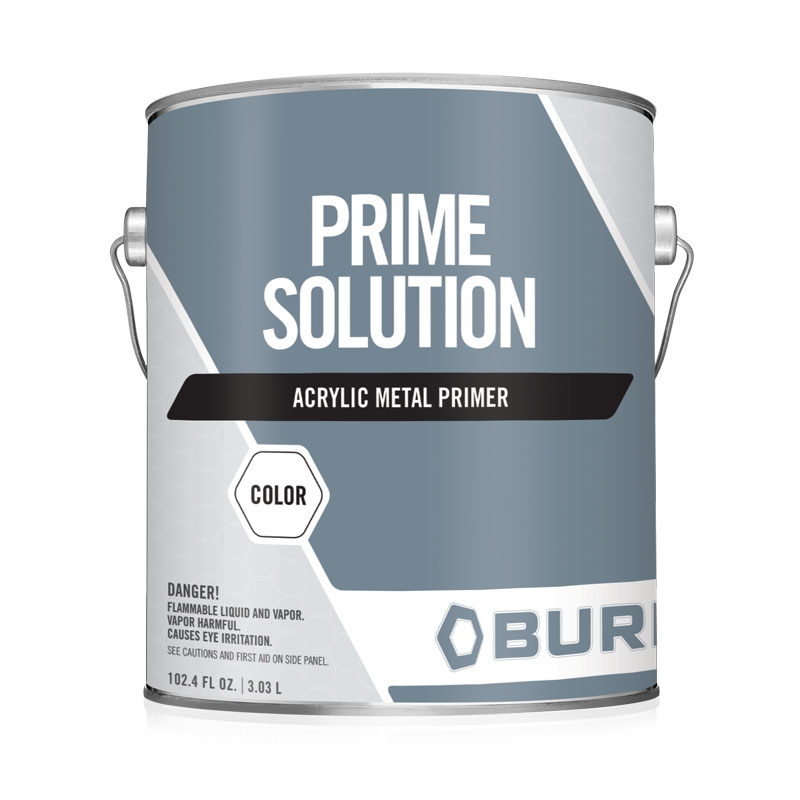 PRIME
SOLUTION
ACRYLIC METAL PRIMER
COLOR
DANGER!
FLAMMABLE LIQUID AND VAPOR.
VAPOR HARMFUL.
CAUSES EYE IRRITATION.
SEE CAUTIONS AND FIRST AID ON SIDE PANEL.
102.4 FL OZ. | 3.03 L